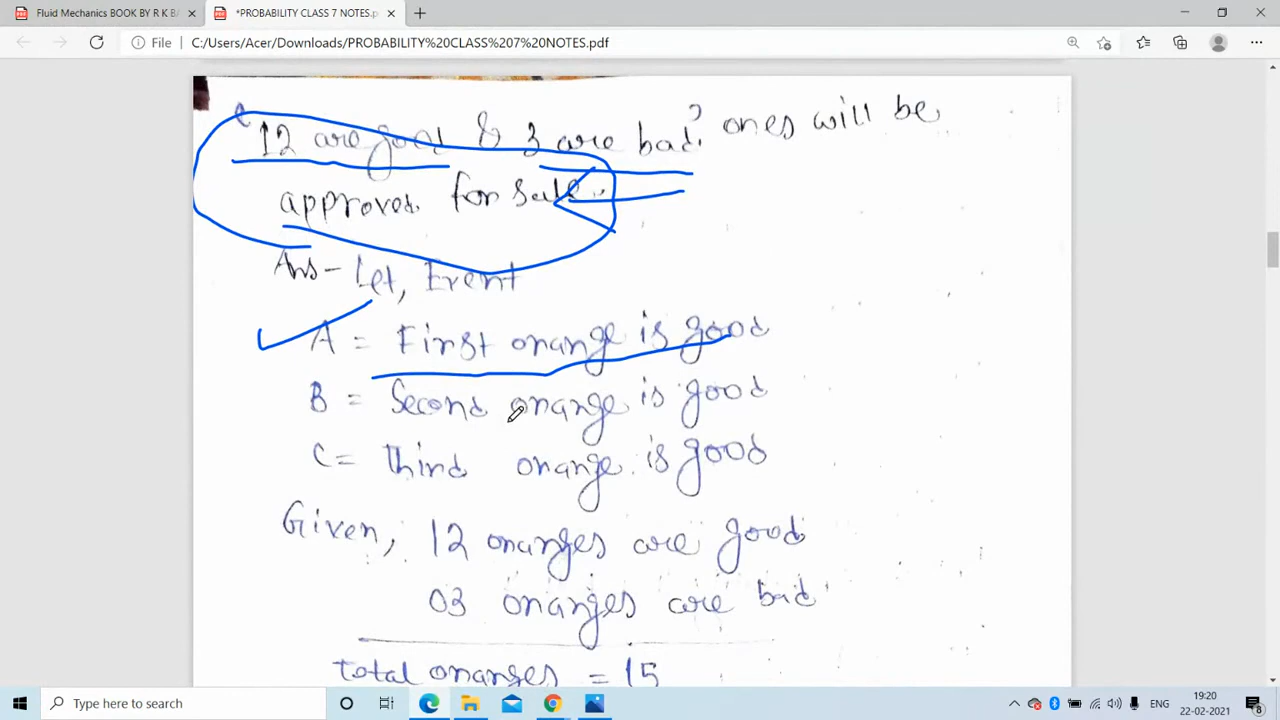 Fluid Mechanics BOOK BY R K B/
*PROBABILITY CLASS 7 NOTES.p
File C:/Users/Acer/Downloads/PROBABILITY%20CLASS%207%20NOTES.pdf
12 are good & 3 are bad ones will be
approved for sale.
Ans- Let, Event
A = First orange is good
B = Second orange is good
C = third orange is good
Given, 12 oranges are good
03 oranges are bad
total oranges = 15
Type here to search
ENG
19:20
22-02-2021
8